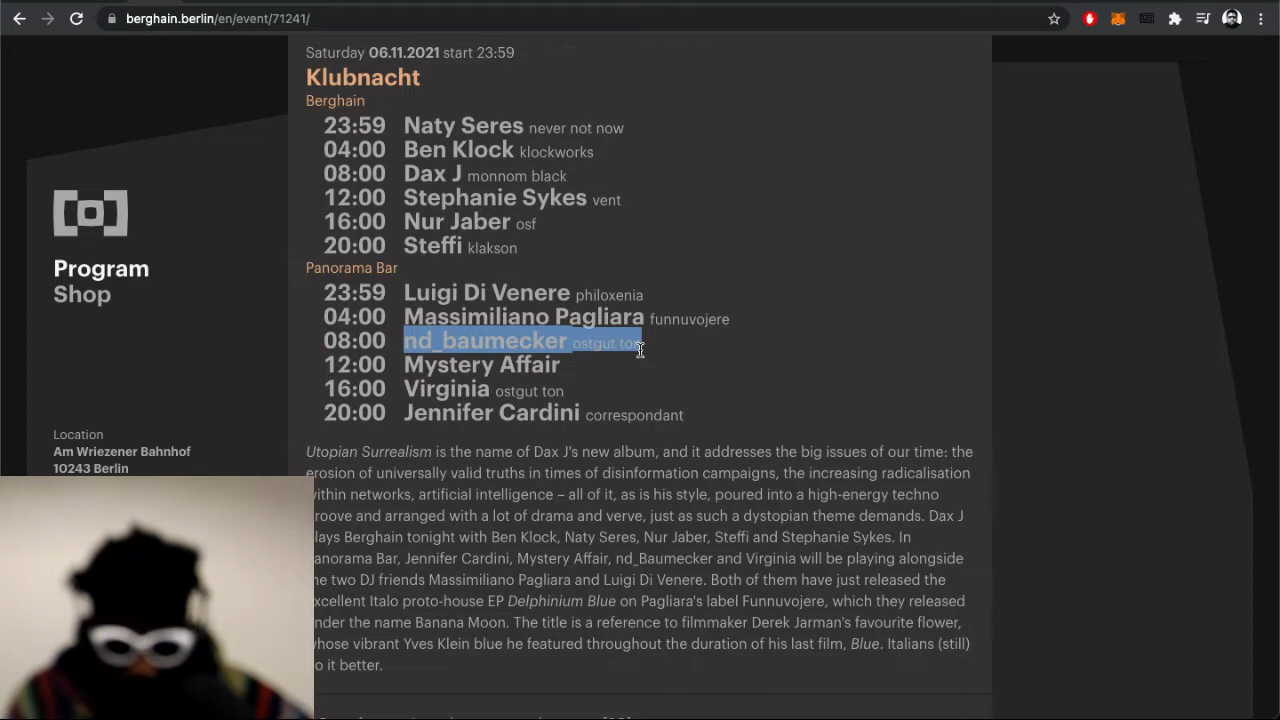 berghain.berlin/en/event/71241/
Saturday 06.11.2021 start 23:59
Klubnacht
Berghain
23:59 Naty Seres never not now
04:00 Ben Klock klockworks
08:00 Dax J monnom black
12:00 Stephanie Sykes vent
16:00 Nur Jaber osf
20:00 Steffi klakson
Panorama Bar
23:59 Luigi Di Venere philoxenia
04:00 Massimiliano Pagliara funnuvojere
08:00 nd_baumecker ostgut ton
12:00 Mystery Affair
16:00 Virginia ostgut ton
20:00 Jennifer Cardini correspondant
Program
Shop
Location
Am Wriezener Bahnhof
10243 Berlin
Utopian Surrealism is the name of Dax J's new album, and it addresses the big issues of our time: the
erosion of universally valid truths in times of disinformation campaigns, the increasing radicalisation
within networks, artificial intelligence – all of it, as is his style, poured into a high-energy techno
groove and arranged with a lot of drama and verve, just as such a dystopian theme demands. Dax J
plays Berghain tonight with Ben Klock, Naty Seres, Nur Jaber, Steffi and Stephanie Sykes. In
Panorama Bar, Jennifer Cardini, Mystery Affair, nd_Baumecker and Virginia will be playing alongside
the two DJ friends Massimiliano Pagliara and Luigi Di Venere. Both of them have just released the
excellent Italo proto-house EP Delphinium Blue on Pagliara's label Funnuvojere, which they released
under the name Banana Moon. The title is a reference to filmmaker Derek Jarman's favourite flower,
whose vibrant Yves Klein blue he featured throughout the duration of his last film, Blue. Italians (still)
do it better.